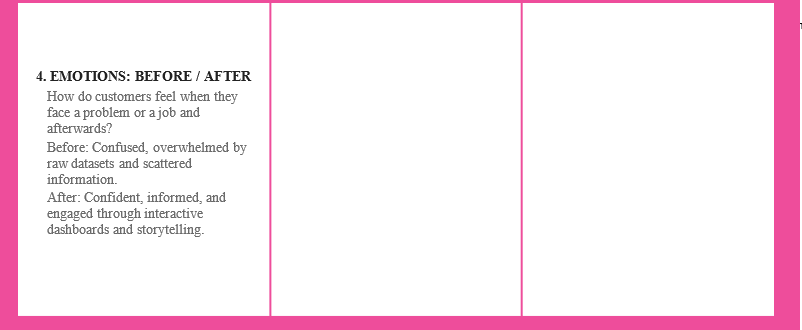 4. EMOTIONS: BEFORE / AFTER
How do customers feel when they
face a problem or a job and
afterwards?
Before: Confused, overwhelmed by
raw datasets and scattered
information.
After: Confident, informed, and
engaged through interactive
dashboards and storytelling.